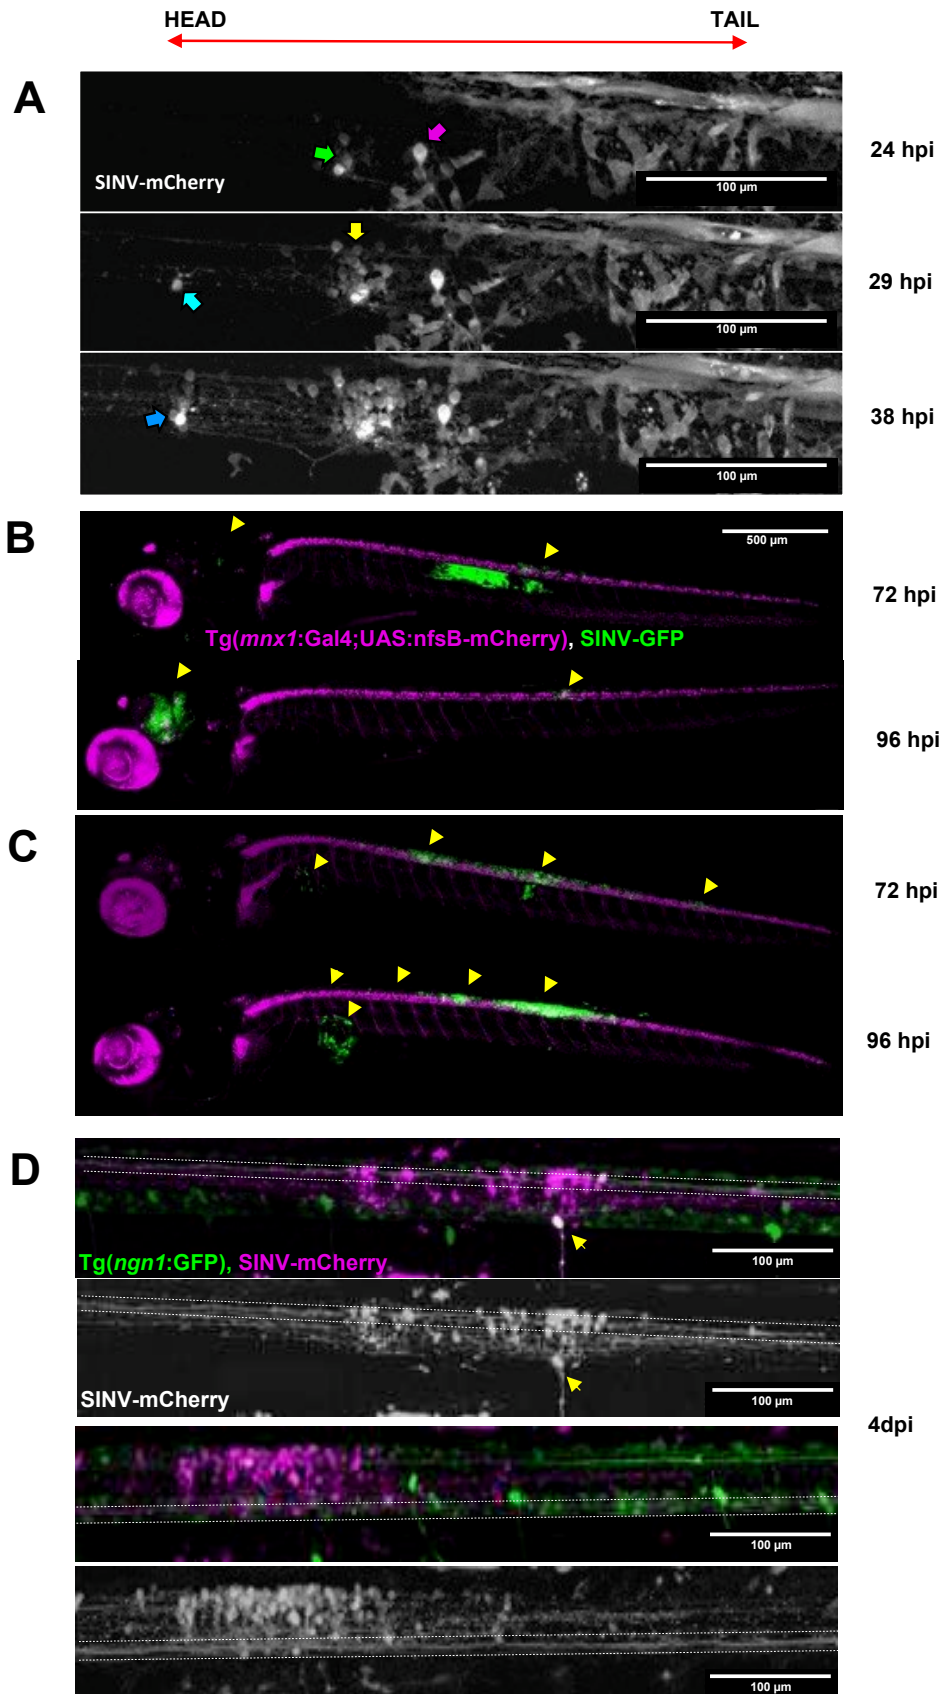 HEAD TAIL
A
24 hpi
SINV-mCherry
100 µm
29 hpi
100 µm
38 hpi
100 µm
B
500 µm
72 hpi
Tg(mnx1:Gal4;UAS:nfsB-mCherry), SINV-GFP
96 hpi
C
72 hpi
96 hpi
D
Tg(ngn1:GFP), SINV-mCherry
100 µm
SINV-mCherry
100 µm
4dpi
100 µm
100 µm